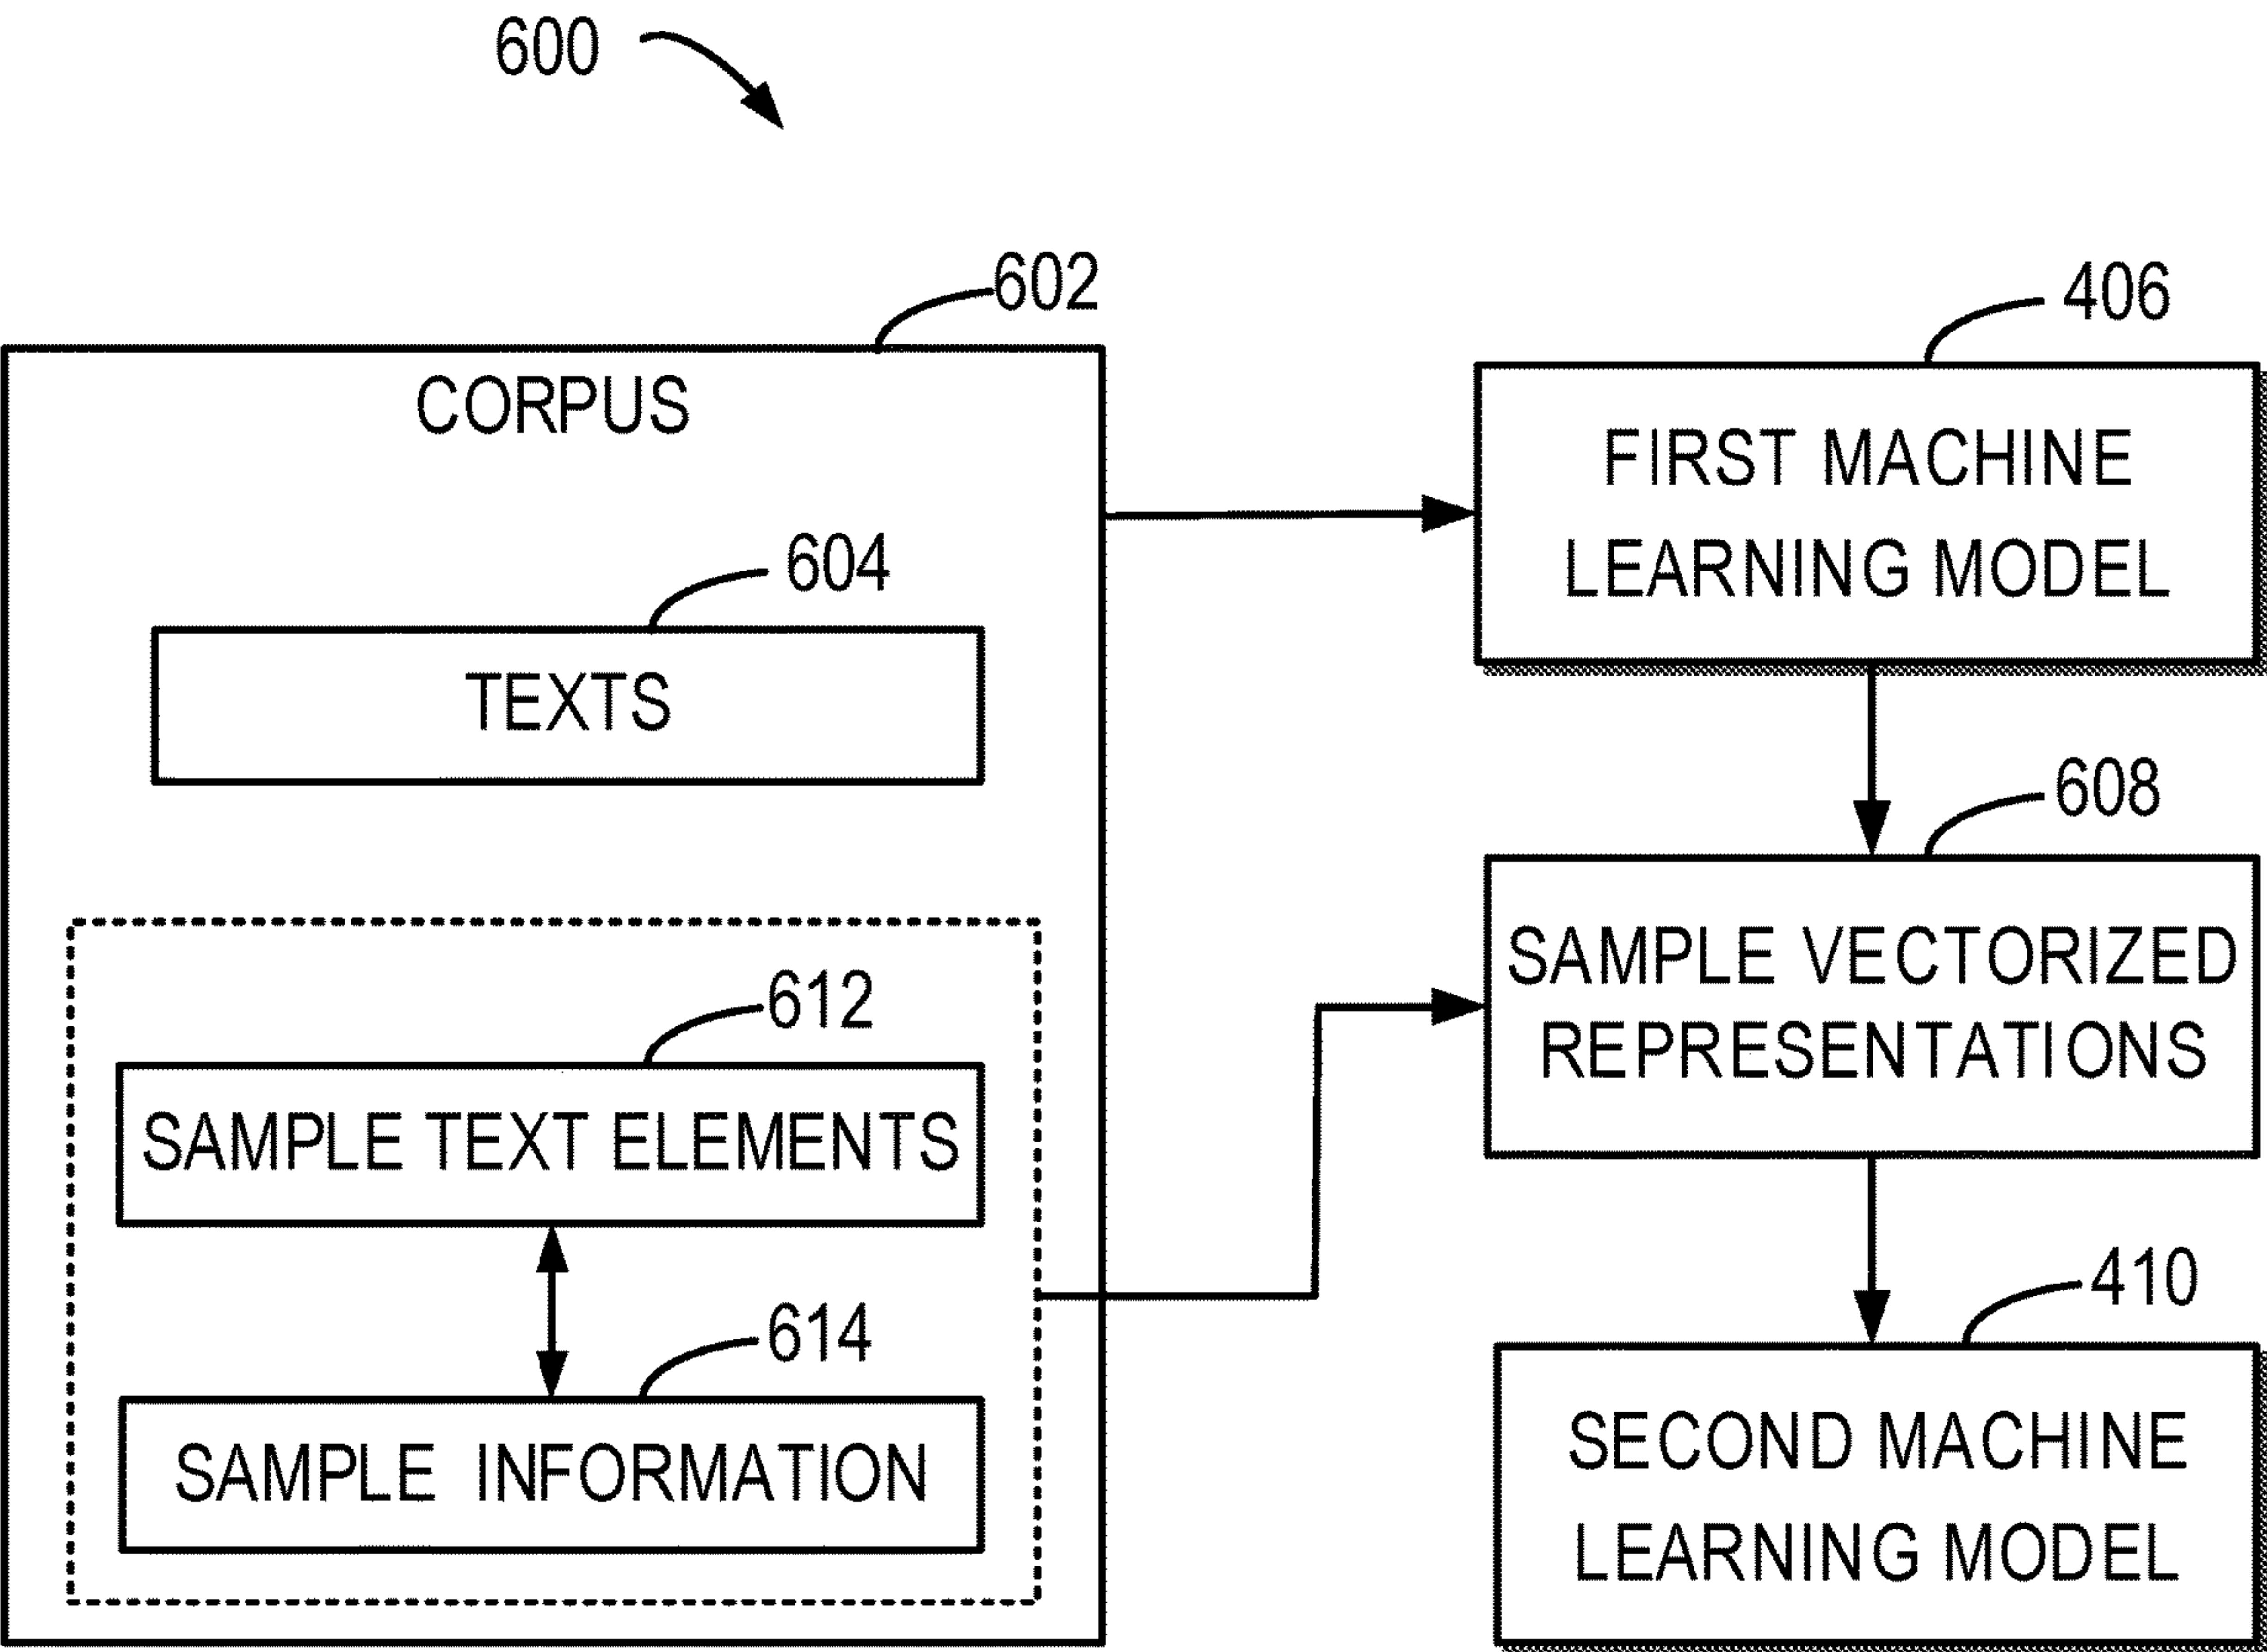 600
602
CORPUS
604
TEXTS
612
SAMPLE TEXT ELEMENTS
614
SAMPLE INFORMATION
406
FIRST MACHINE
LEARNING MODEL
608
SAMPLE VECTORIZED
REPRESENTATIONS
410
SECOND MACHINE
LEARNING MODEL